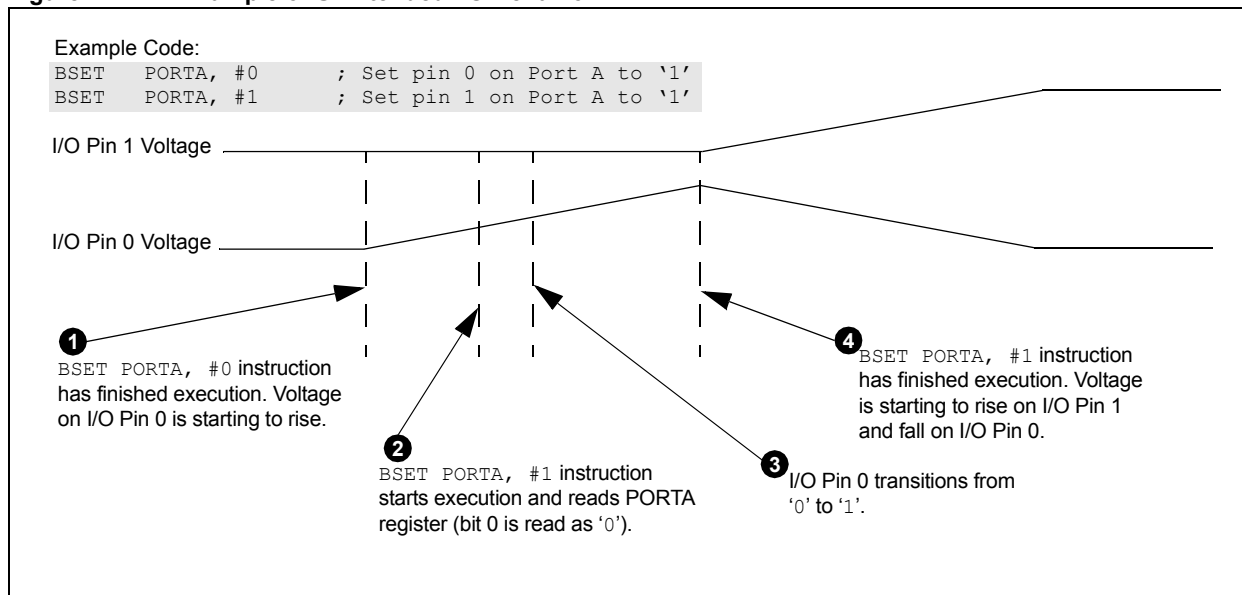 Example Code:
BSET PORTA, #0 ; Set pin 0 on Port A to ‘1’
BSET PORTA, #1 ; Set pin 1 on Port A to ‘1’
I/O Pin 1 Voltage
I/O Pin 0 Voltage
1
BSET PORTA, #0 instruction
has finished execution. Voltage
on I/O Pin 0 is starting to rise.
2
BSET PORTA, #1 instruction
starts execution and reads PORTA
register (bit 0 is read as ‘0’).
3
I/O Pin 0 transitions from
‘0’ to ‘1’.
4
BSET PORTA, #1 instruction
has finished execution. Voltage
is starting to rise on I/O Pin 1
and fall on I/O Pin 0.